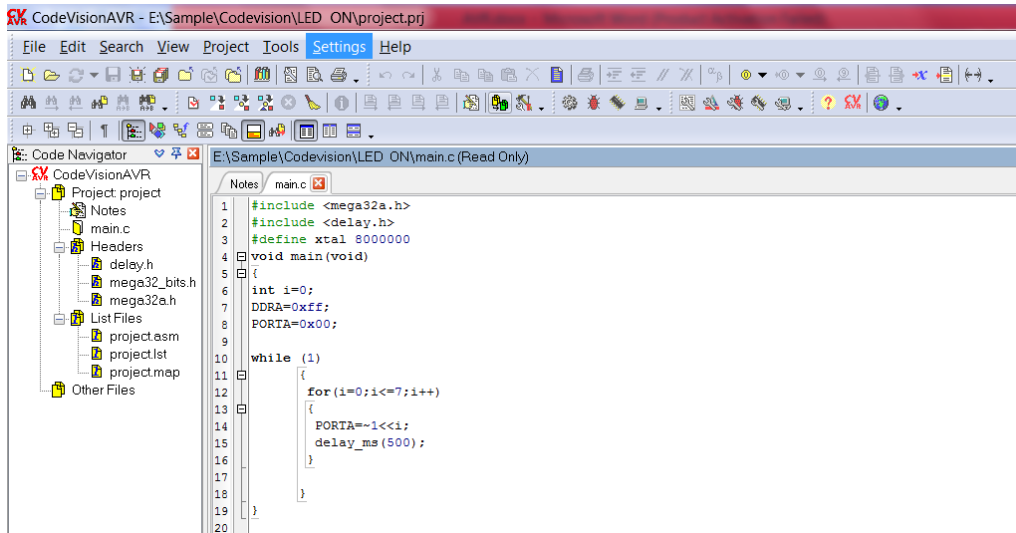 CodeVisionAVR - E:\Sample\Codevision\LED ON\project.prj
File Edit Search View Project Tools Settings Help
Code Navigator
CodeVisionAVR
Project: project
Notes
main.c
Headers
delay.h
mega32_bits.h
mega32a.h
List Files
project.asm
project.lst
project.map
Other Files
E:\Sample\Codevision\LED ON\main.c (Read Only)
Notes main.c
1 #include <mega32a.h>
2 #include <delay.h>
3 #define xtal 8000000
4 void main(void)
5 {
6 int i=0;
7 DDRA=0xff;
8 PORTA=0x00;
9
10 while (1)
11 {
12 for(i=0;i<=7;i++)
13 {
14 PORTA=~1<<i;
15 delay_ms(500);
16 }
17
18 }
19 }
20